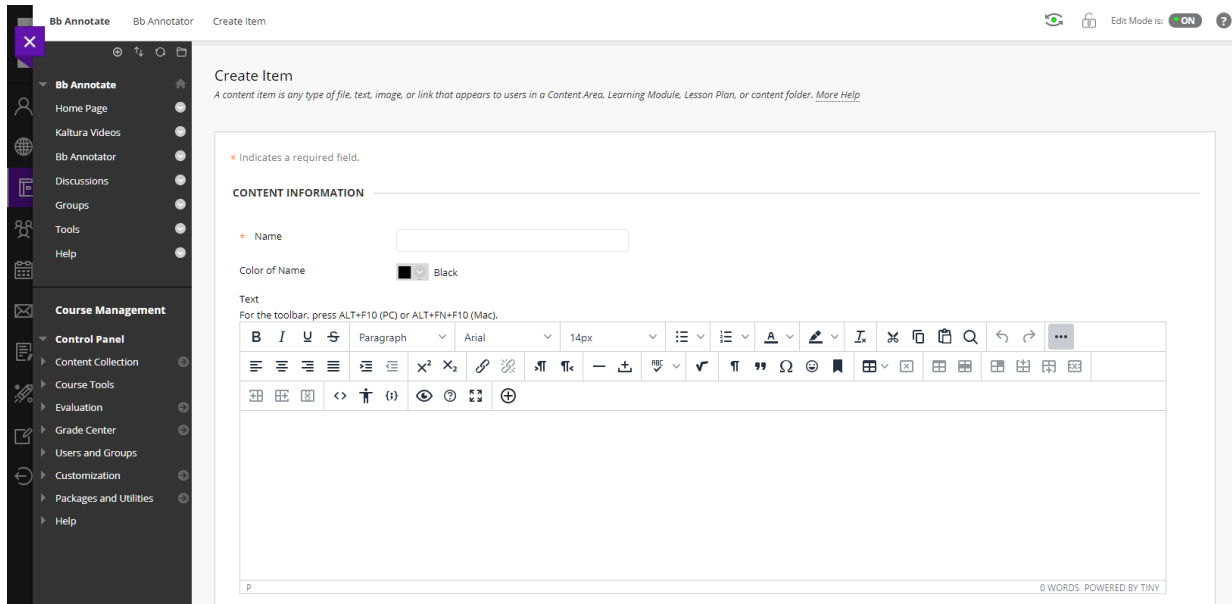 Bb Annotate Bb Annotator Create Item Edit Mode is: ON ?
Bb Annotate
Home Page
Kaltura Videos
Bb Annotator
Discussions
Groups
Tools
Help
Course Management
Control Panel
Content Collection
Course Tools
Evaluation
Grade Center
Users and Groups
Customization
Packages and Utilities
Help
Create Item
A content item is any type of file, text, image, or link that appears to users in a Content Area, Learning Module, Lesson Plan, or content folder. More Help
* Indicates a required field.
CONTENT INFORMATION
* Name
Color of Name Black
Text
For the toolbar, press ALT+F10 (PC) or ALT+FN+F10 (Mac).
B I U S Paragraph Arial 14px A
P 0 WORDS POWERED BY TINY